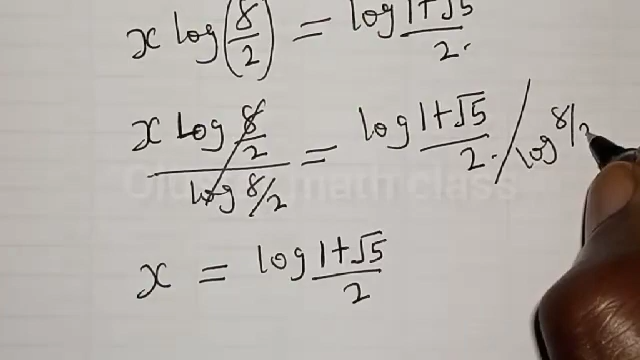 x log(8/2) = log (1+√5)/2.
(x log 8/2)/(log 8/2) = log (1+√5)/2. / log 8/2
x = log (1+√5)/2